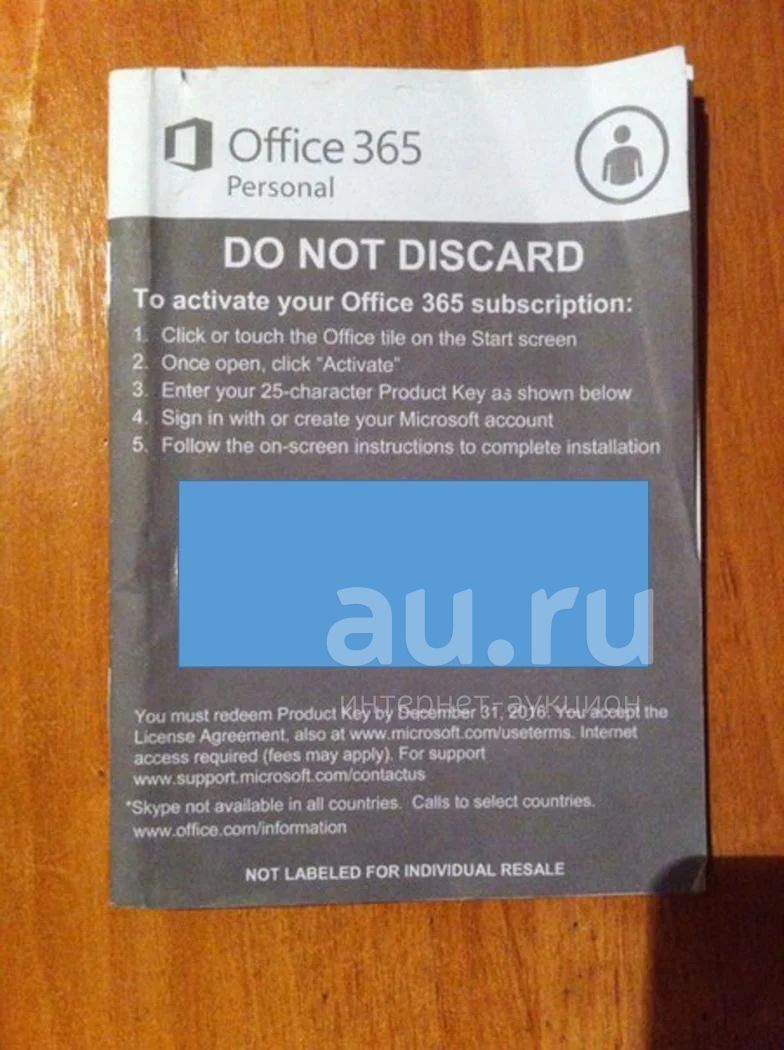 Office 365
Personal
DO NOT DISCARD
To activate your Office 365 subscription:
1. Click or touch the Office tile on the Start screen
2. Once open, click "Activate"
3. Enter your 25-character Product Key as shown below
4. Sign in with or create your Microsoft account
5. Follow the on-screen instructions to complete installation
au.ru
интернет-аукцион
You must redeem Product Key by December 31, 2016. You accept the
License Agreement, also at www.microsoft.com/useterms. Internet
access required (fees may apply). For support
www.support.microsoft.com/contactus
*Skype not available in all countries. Calls to select countries.
www.office.com/information
NOT LABELED FOR INDIVIDUAL RESALE